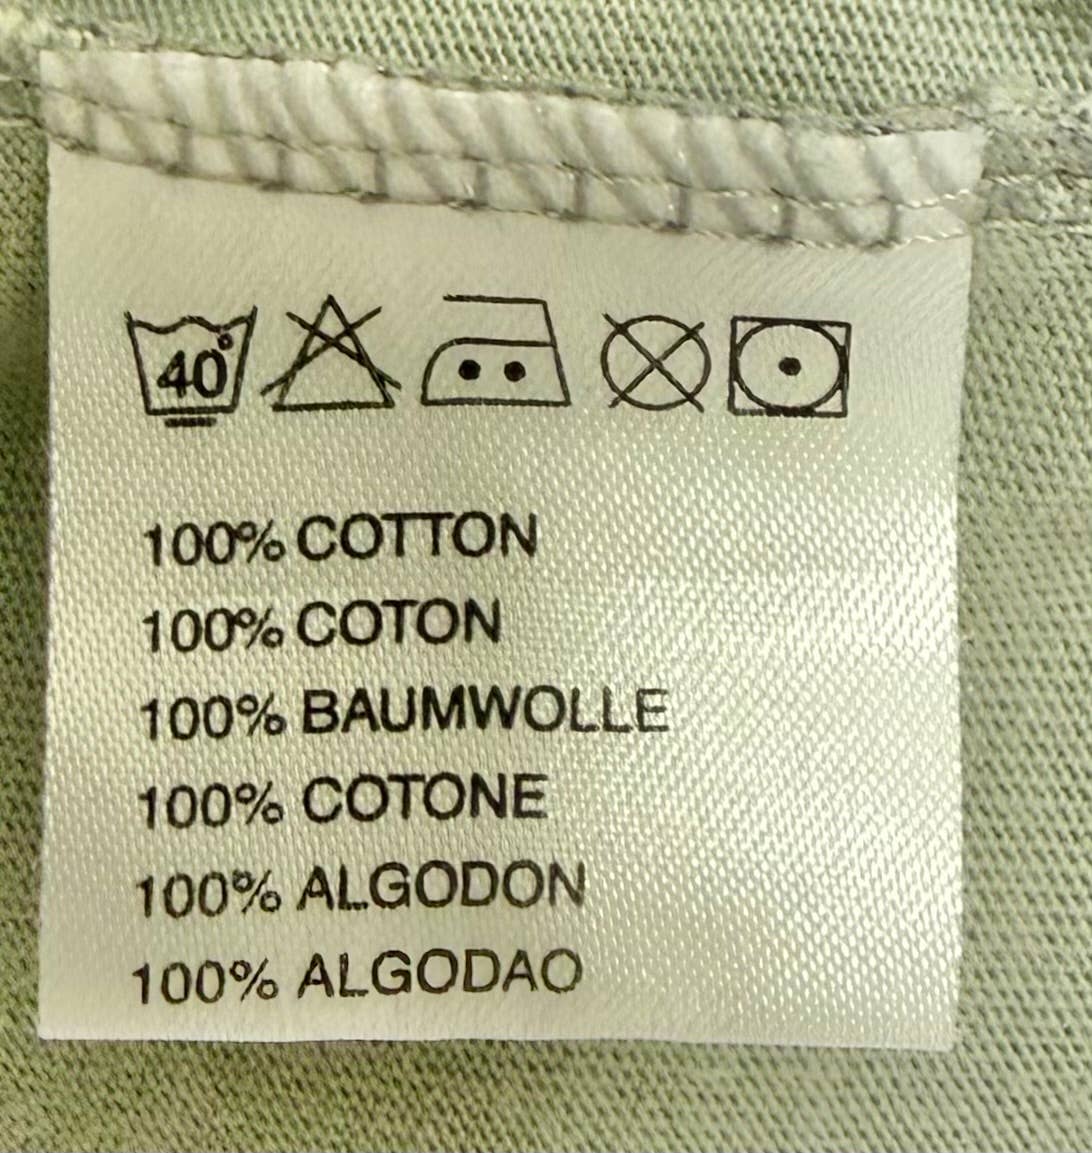 40°
100% COTTON
100% COTON
100% BAUMWOLLE
100% COTONE
100% ALGODON
100% ALGODAO